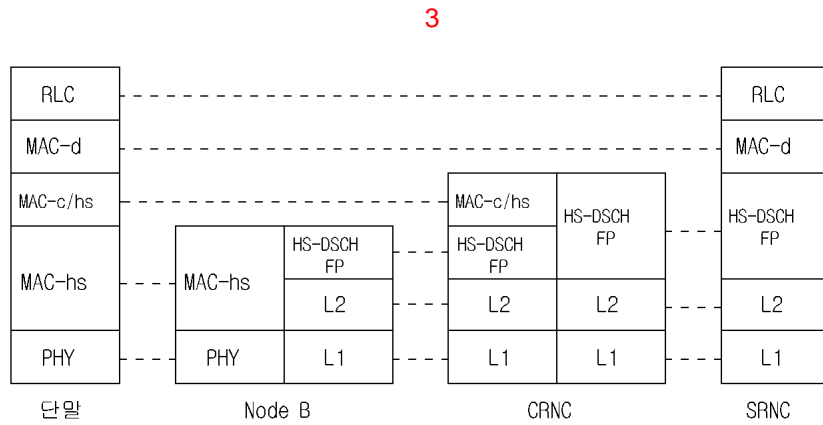 3
RLC
RLC
MAC-d
MAC-d
MAC-c/hs
MAC-c/hs
HS-DSCH
FP
HS-DSCH
FP
MAC-hs
MAC-hs
HS-DSCH
FP
HS-DSCH
FP
L2
L2
L2
L2
PHY
PHY
L1
L1
L1
L1
단말
Node B
CRNC
SRNC